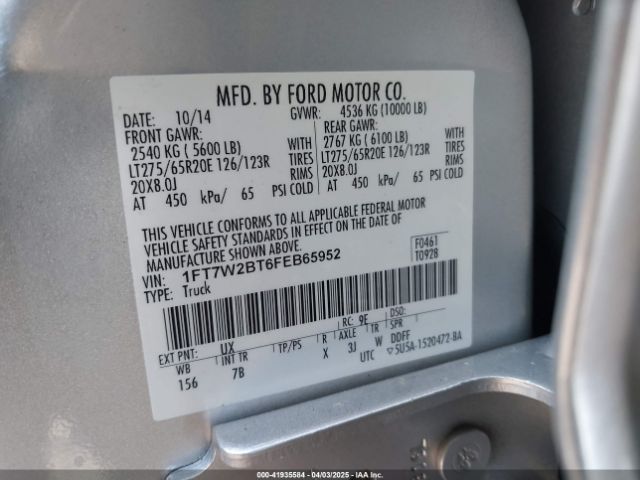 MFD. BY FORD MOTOR CO.
DATE: 10/14 GVWR: 4536 KG (10000 LB)
FRONT GAWR: REAR GAWR:
2540 KG ( 5600 LB) WITH 2767 KG ( 6100 LB) WITH
LT275/65R20E 126/123R TIRES LT275/65R20E 126/123R TIRES
20X8.0J RIMS 20X8.0J RIMS
AT 450 kPa/ 65 PSI COLD AT 450 kPa/ 65 PSI COLD
THIS VEHICLE CONFORMS TO ALL APPLICABLE FEDERAL MOTOR
VEHICLE SAFETY STANDARDS IN EFFECT ON THE DATE OF
MANUFACTURE SHOWN ABOVE.
VIN: 1FT7W2BT6FEB65952 F0461
TYPE: Truck T0928
EXT PNT: UX RC: 9F DSO:
WB INT TR TP/PS R AXLE TR SPR
156 7B X 3J W DDFF
UTC ▽5U5A-1520472-BA
000-41935584 04/03/2025 IAAHCP INC.